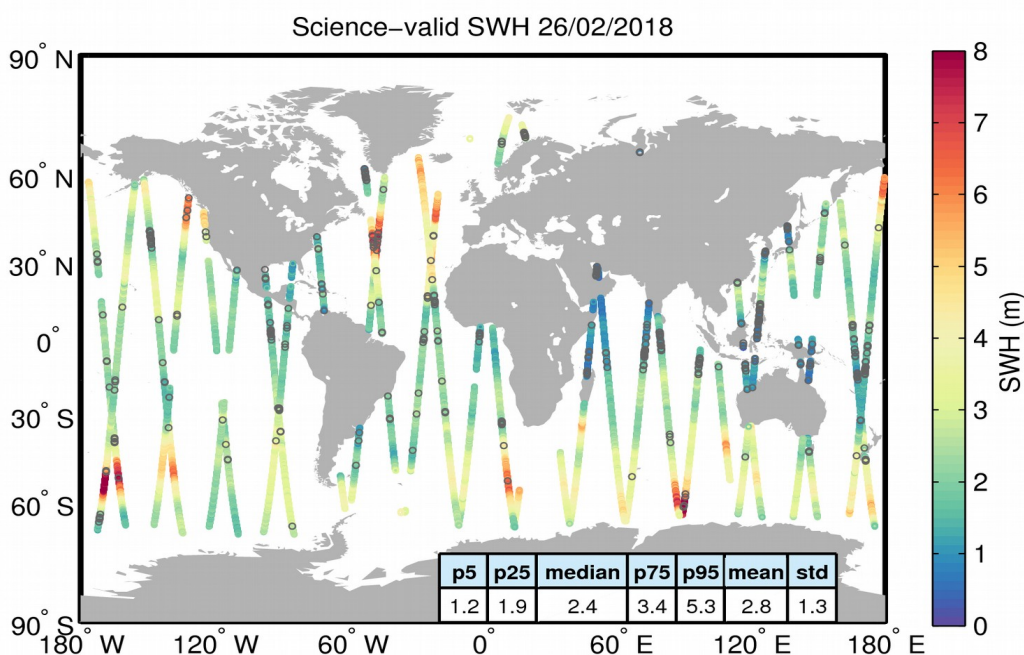 Science–valid SWH 26/02/2018
90° N
60° N
30° N
0°
30° S
60° S
90° S
180° W
120° W
60° W
0°
60° E
120° E
180° E
p5 p25 median p75 p95 mean std
1.2 1.9 2.4 3.4 5.3 2.8 1.3
8
7
6
5
4
3
2
1
0
SWH (m)